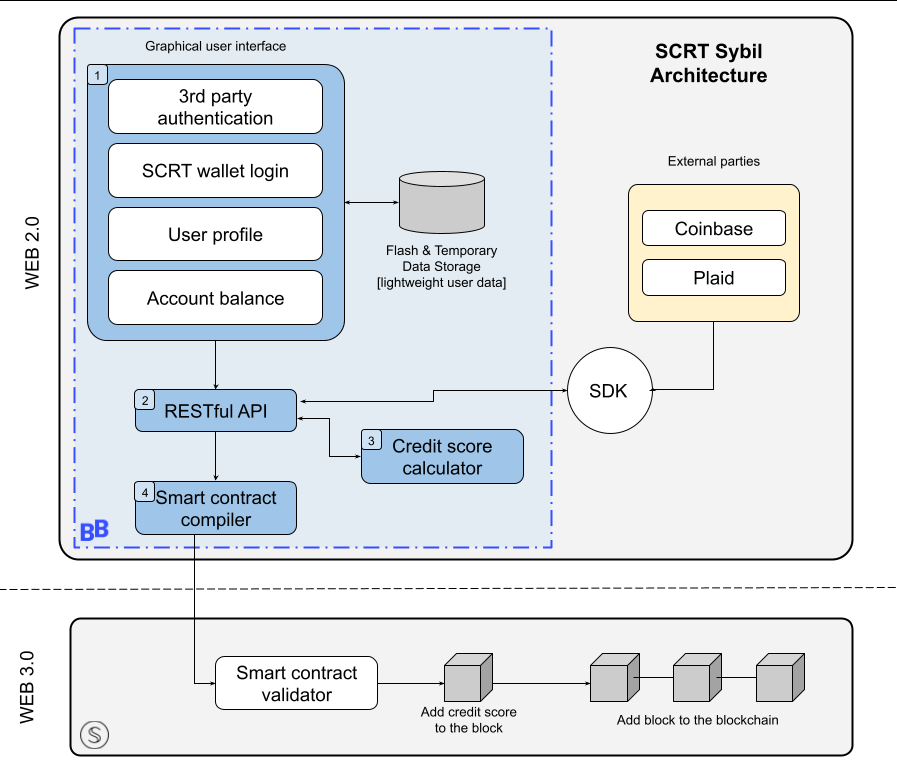 Graphical user interface
SCRT Sybil
Architecture
1
3rd party
authentication
SCRT wallet login
User profile
Account balance
Flash & Temporary
Data Storage
[lightweight user data]
External parties
Coinbase
Plaid
WEB 2.0
SDK
2
RESTful API
3
Credit score
calculator
4
Smart contract
compiler
BB
WEB 3.0
Smart contract
validator
Add credit score
to the block
Add block to the blockchain
S